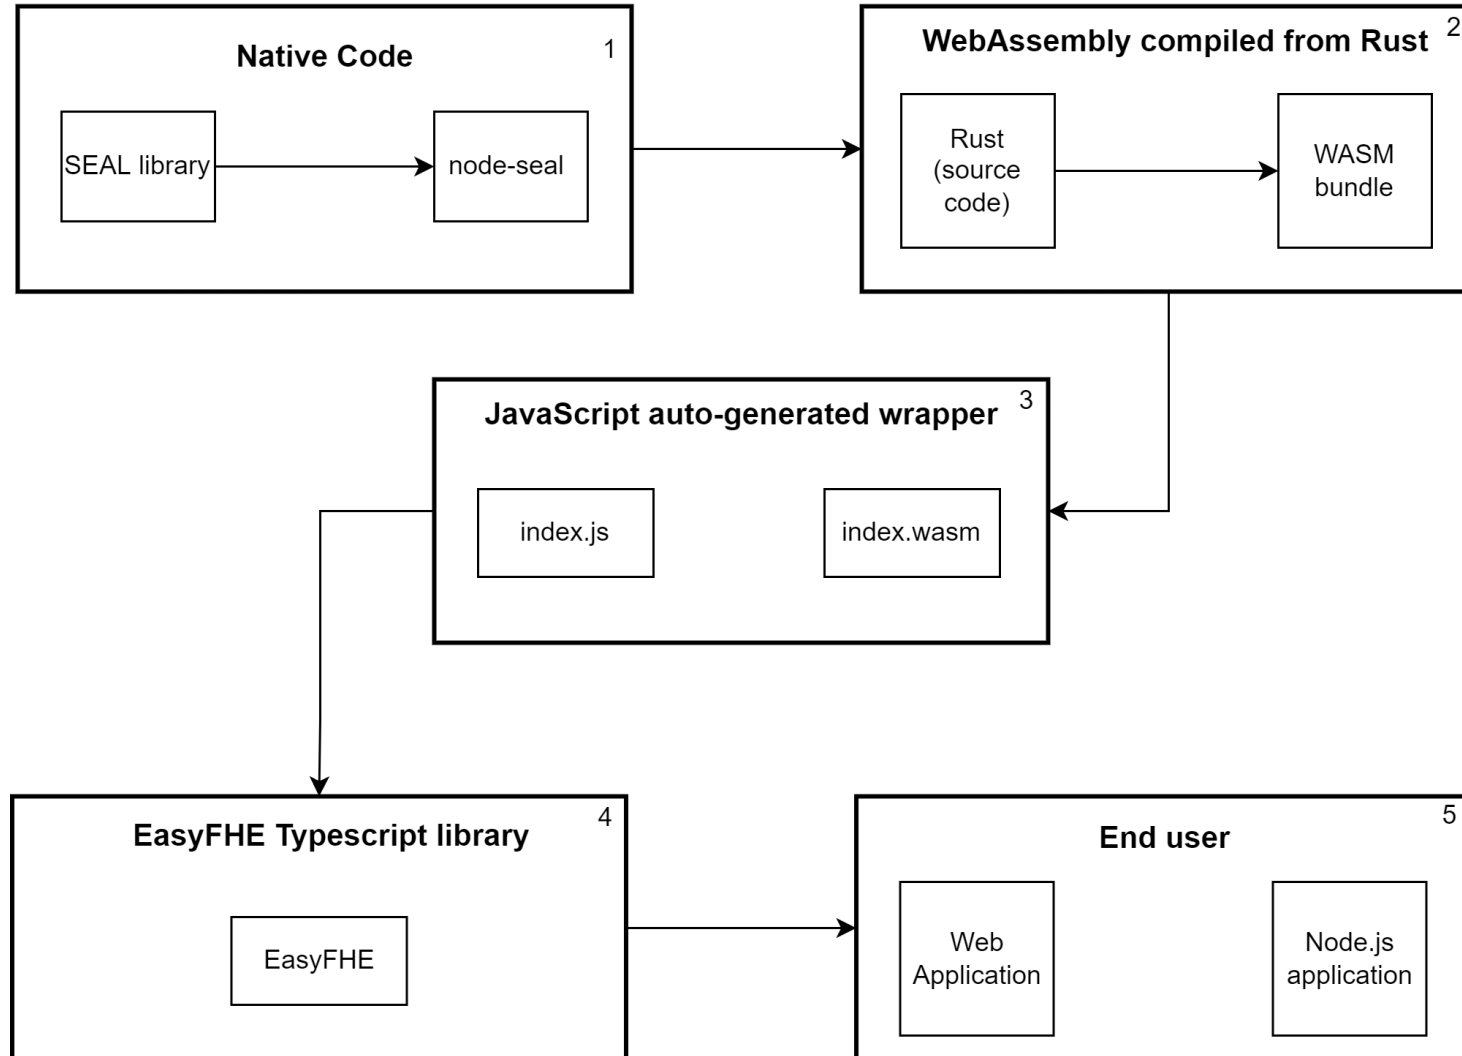 Native Code
1
SEAL library
node-seal
WebAssembly compiled from Rust
2
Rust
(source
code)
WASM
bundle
JavaScript auto-generated wrapper
3
index.js
index.wasm
EasyFHE Typescript library
4
EasyFHE
End user
5
Web
Application
Node.js
application